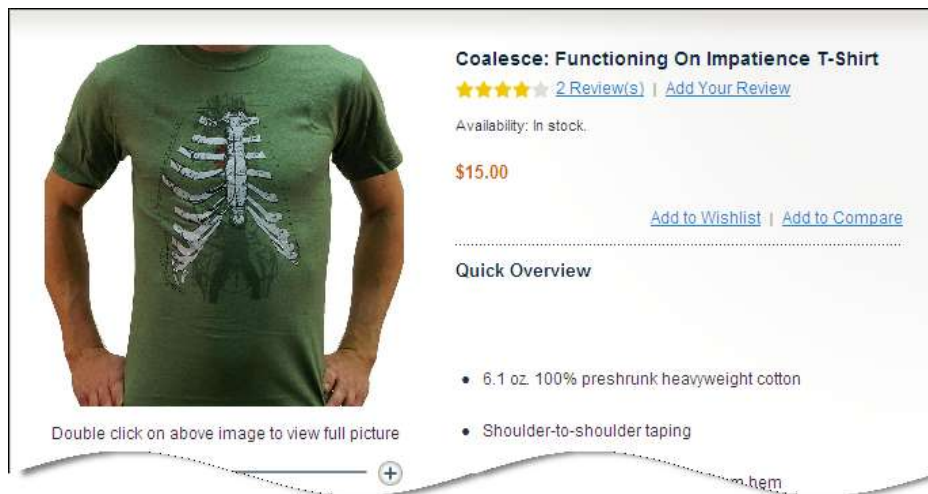 Coalesce: Functioning On Impatience T-Shirt
2 Review(s) | Add Your Review
Availability: In stock.
$15.00
Add to Wishlist | Add to Compare
Quick Overview
• 6.1 oz. 100% preshrunk heavyweight cotton
Double click on above image to view full picture
• Shoulder-to-shoulder taping
hem